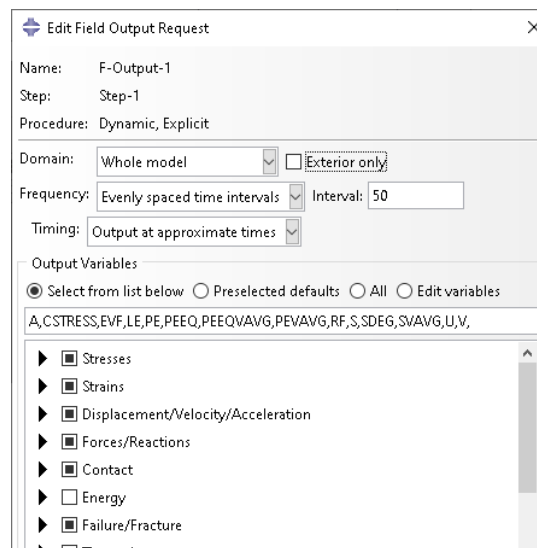 Edit Field Output Request
Name: F-Output-1
Step: Step-1
Procedure: Dynamic, Explicit
Domain: Whole model Exterior only
Frequency: Evenly spaced time intervals Interval: 50
Timing: Output at approximate times
Output Variables
Select from list below Preselected defaults All Edit variables
A,CSTRESS,EVF,LE,PE,PEEQ,PEEQVAVG,PEVAVG,RF,S,SDEG,SVAVG,U,V,
Stresses
Strains
Displacement/Velocity/Acceleration
Forces/Reactions
Contact
Energy
Failure/Fracture